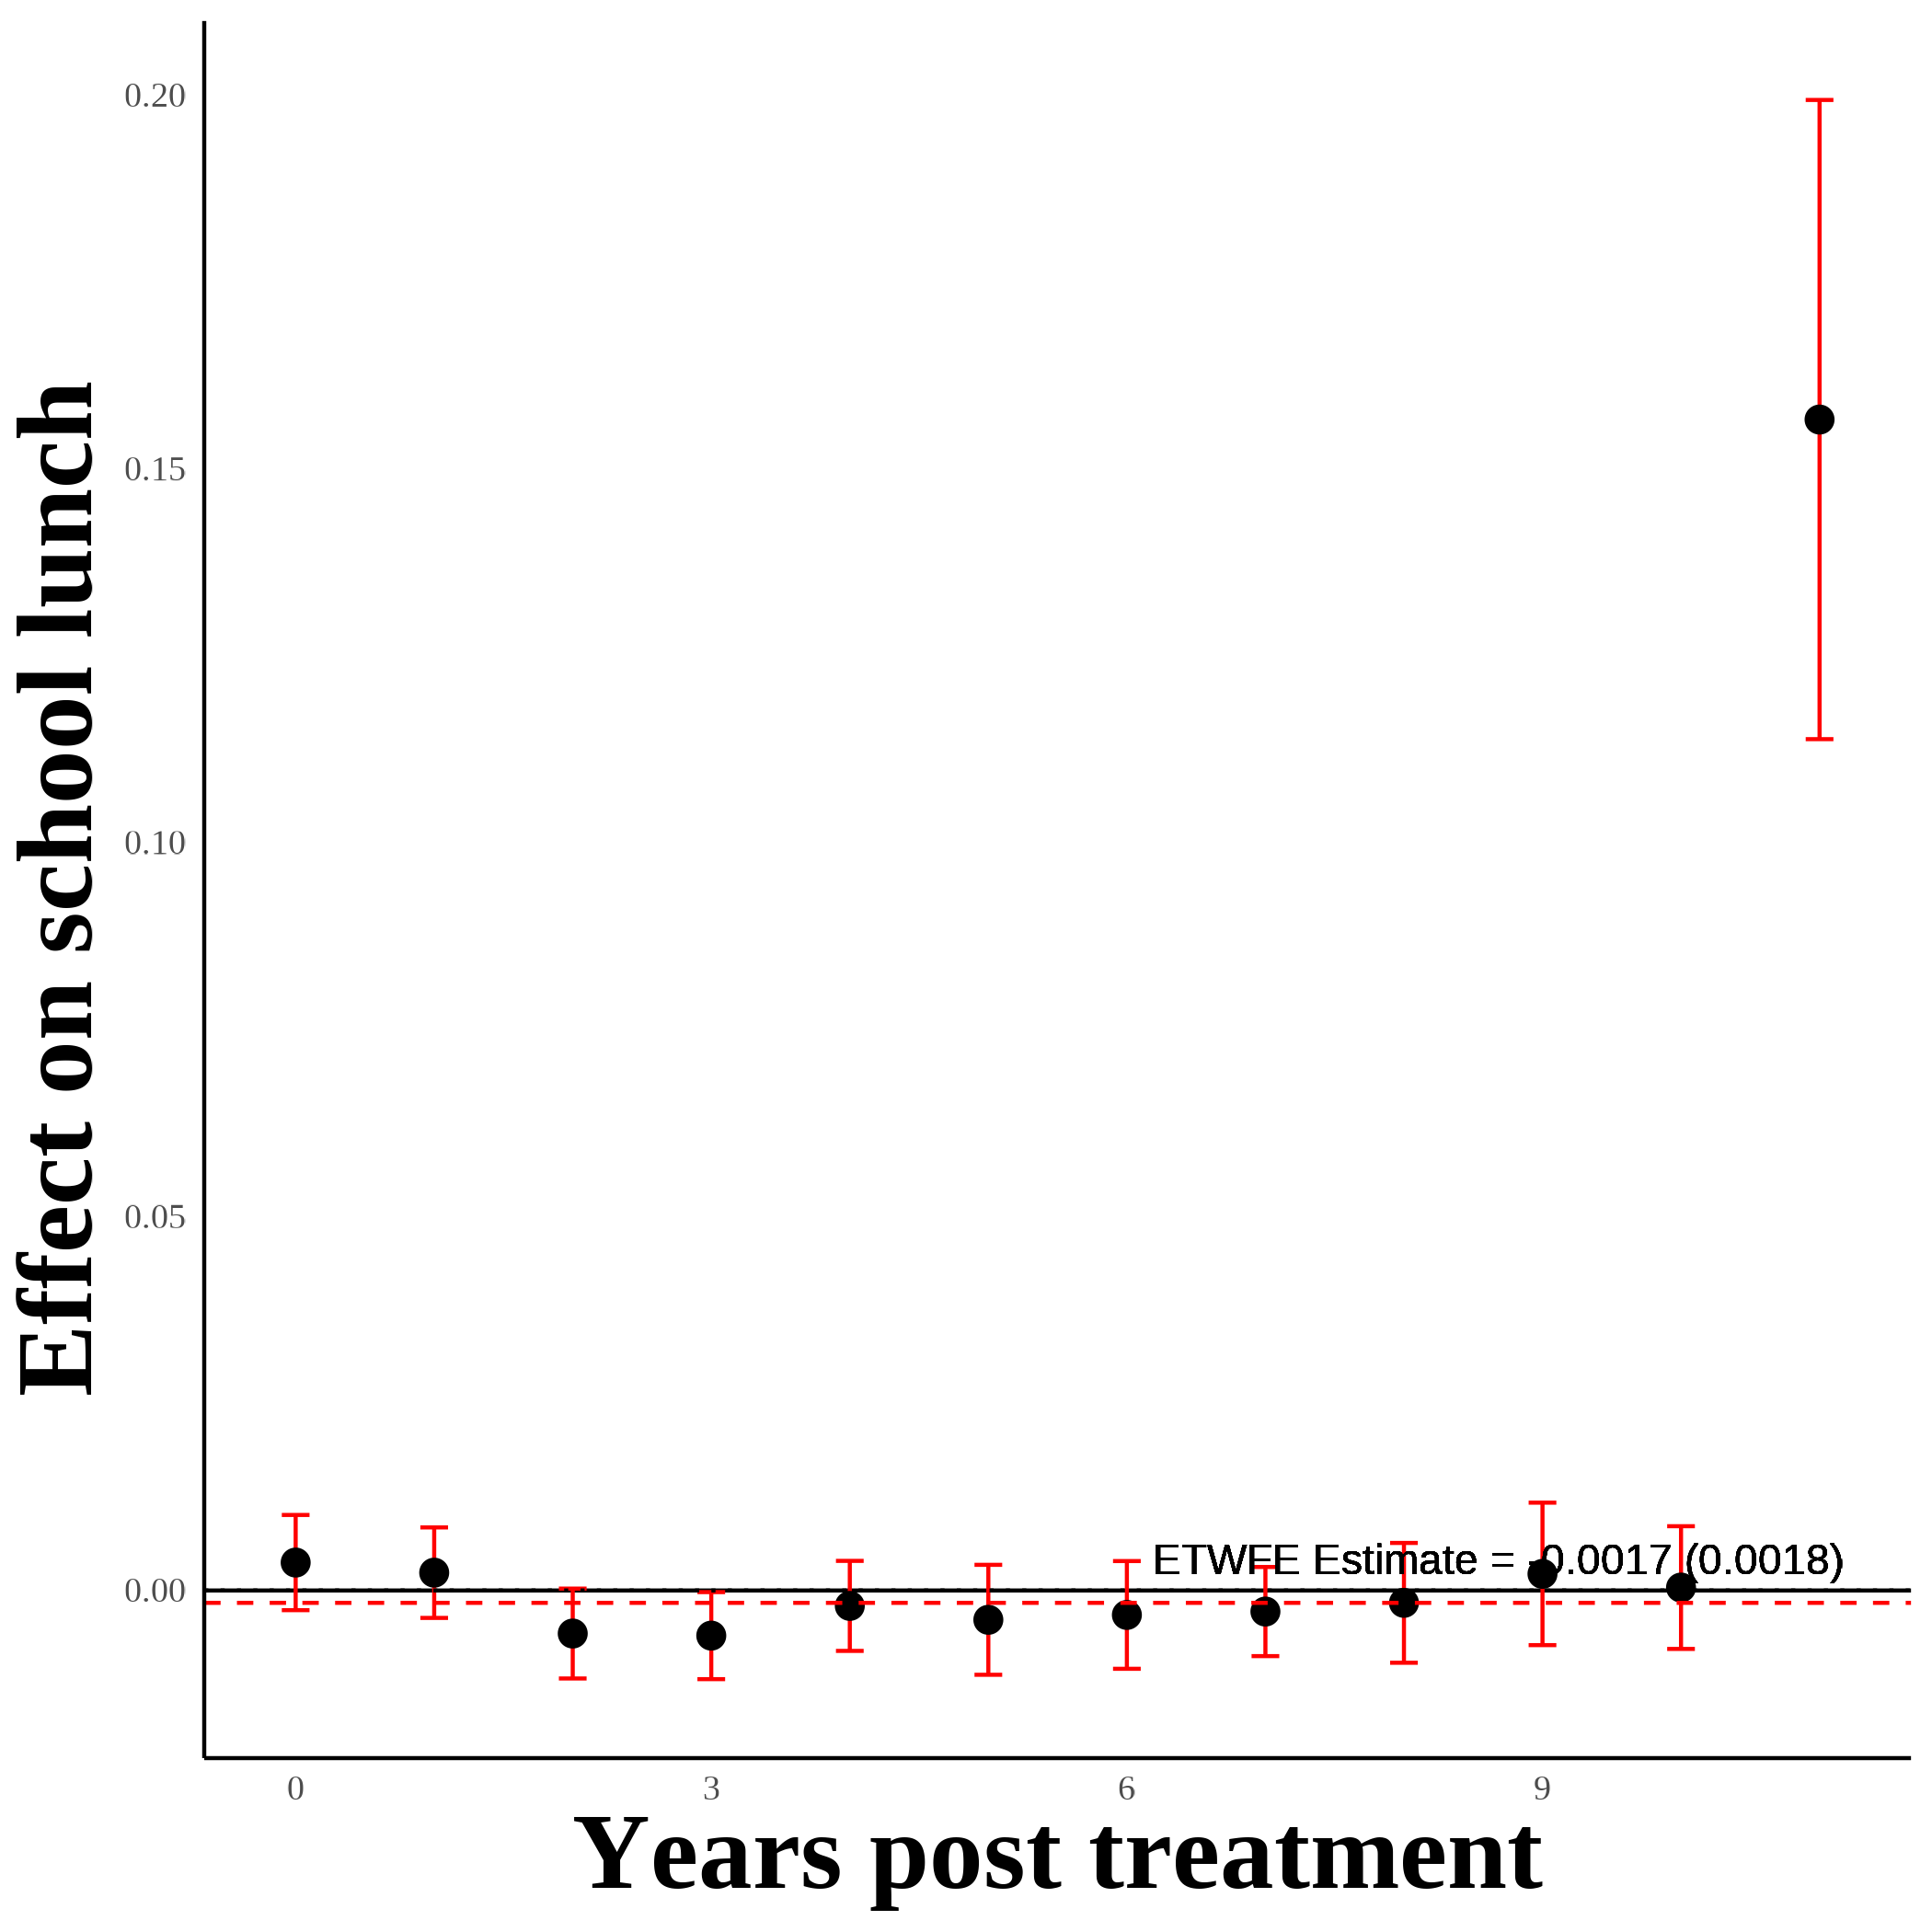 Effect on school lunch
0.20
0.15
0.10
0.05
0.00
ETWFE Estimate = -0.0017 (0.0018)
0 3 6 9
Years post treatment